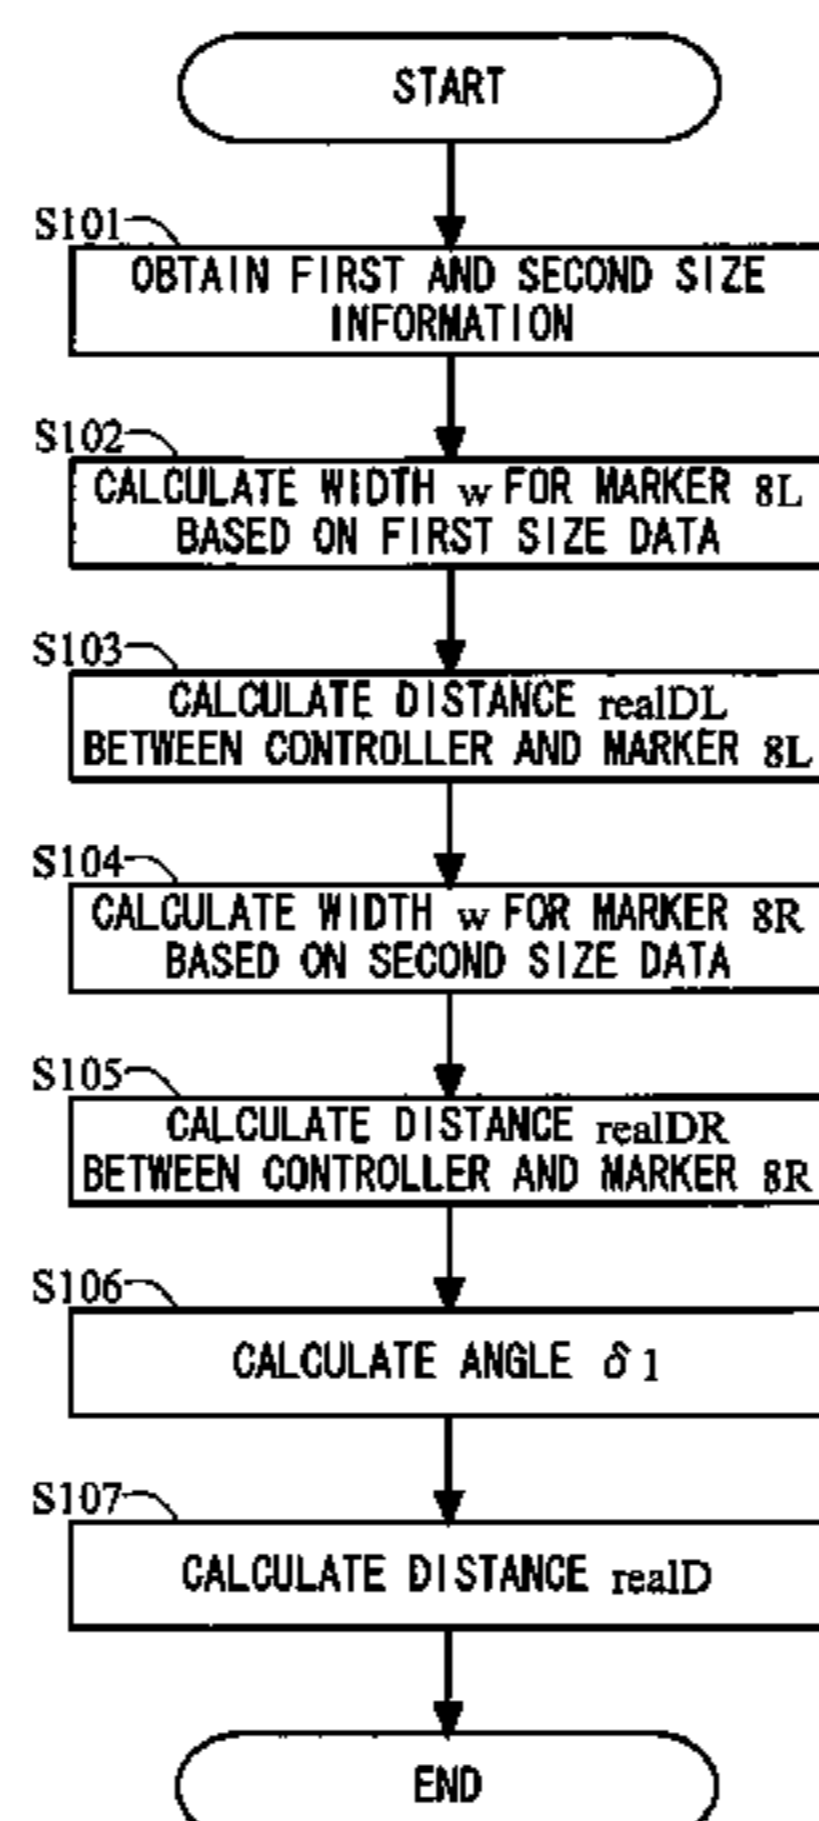 START
S101
OBTAIN FIRST AND SECOND SIZE
INFORMATION
S102
CALCULATE WIDTH w FOR MARKER 8L
BASED ON FIRST SIZE DATA
S103
CALCULATE DISTANCE realDL
BETWEEN CONTROLLER AND MARKER 8L
S104
CALCULATE WIDTH w FOR MARKER 8R
BASED ON SECOND SIZE DATA
S105
CALCULATE DISTANCE realDR
BETWEEN CONTROLLER AND MARKER 8R
S106
CALCULATE ANGLE δ1
S107
CALCULATE DISTANCE realD
END